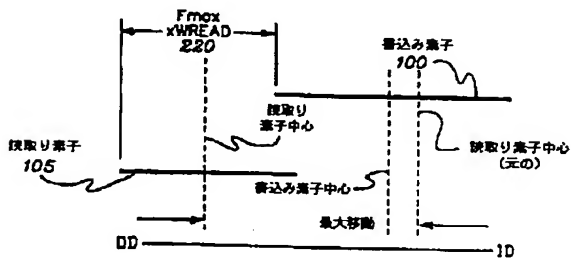 Fmax
xWREAD
220
書込み素子
100
読取り
素子中心
読取り素子
105
読取り素子中心
(元の)
書込み素子中心
最大移動
OD
ID